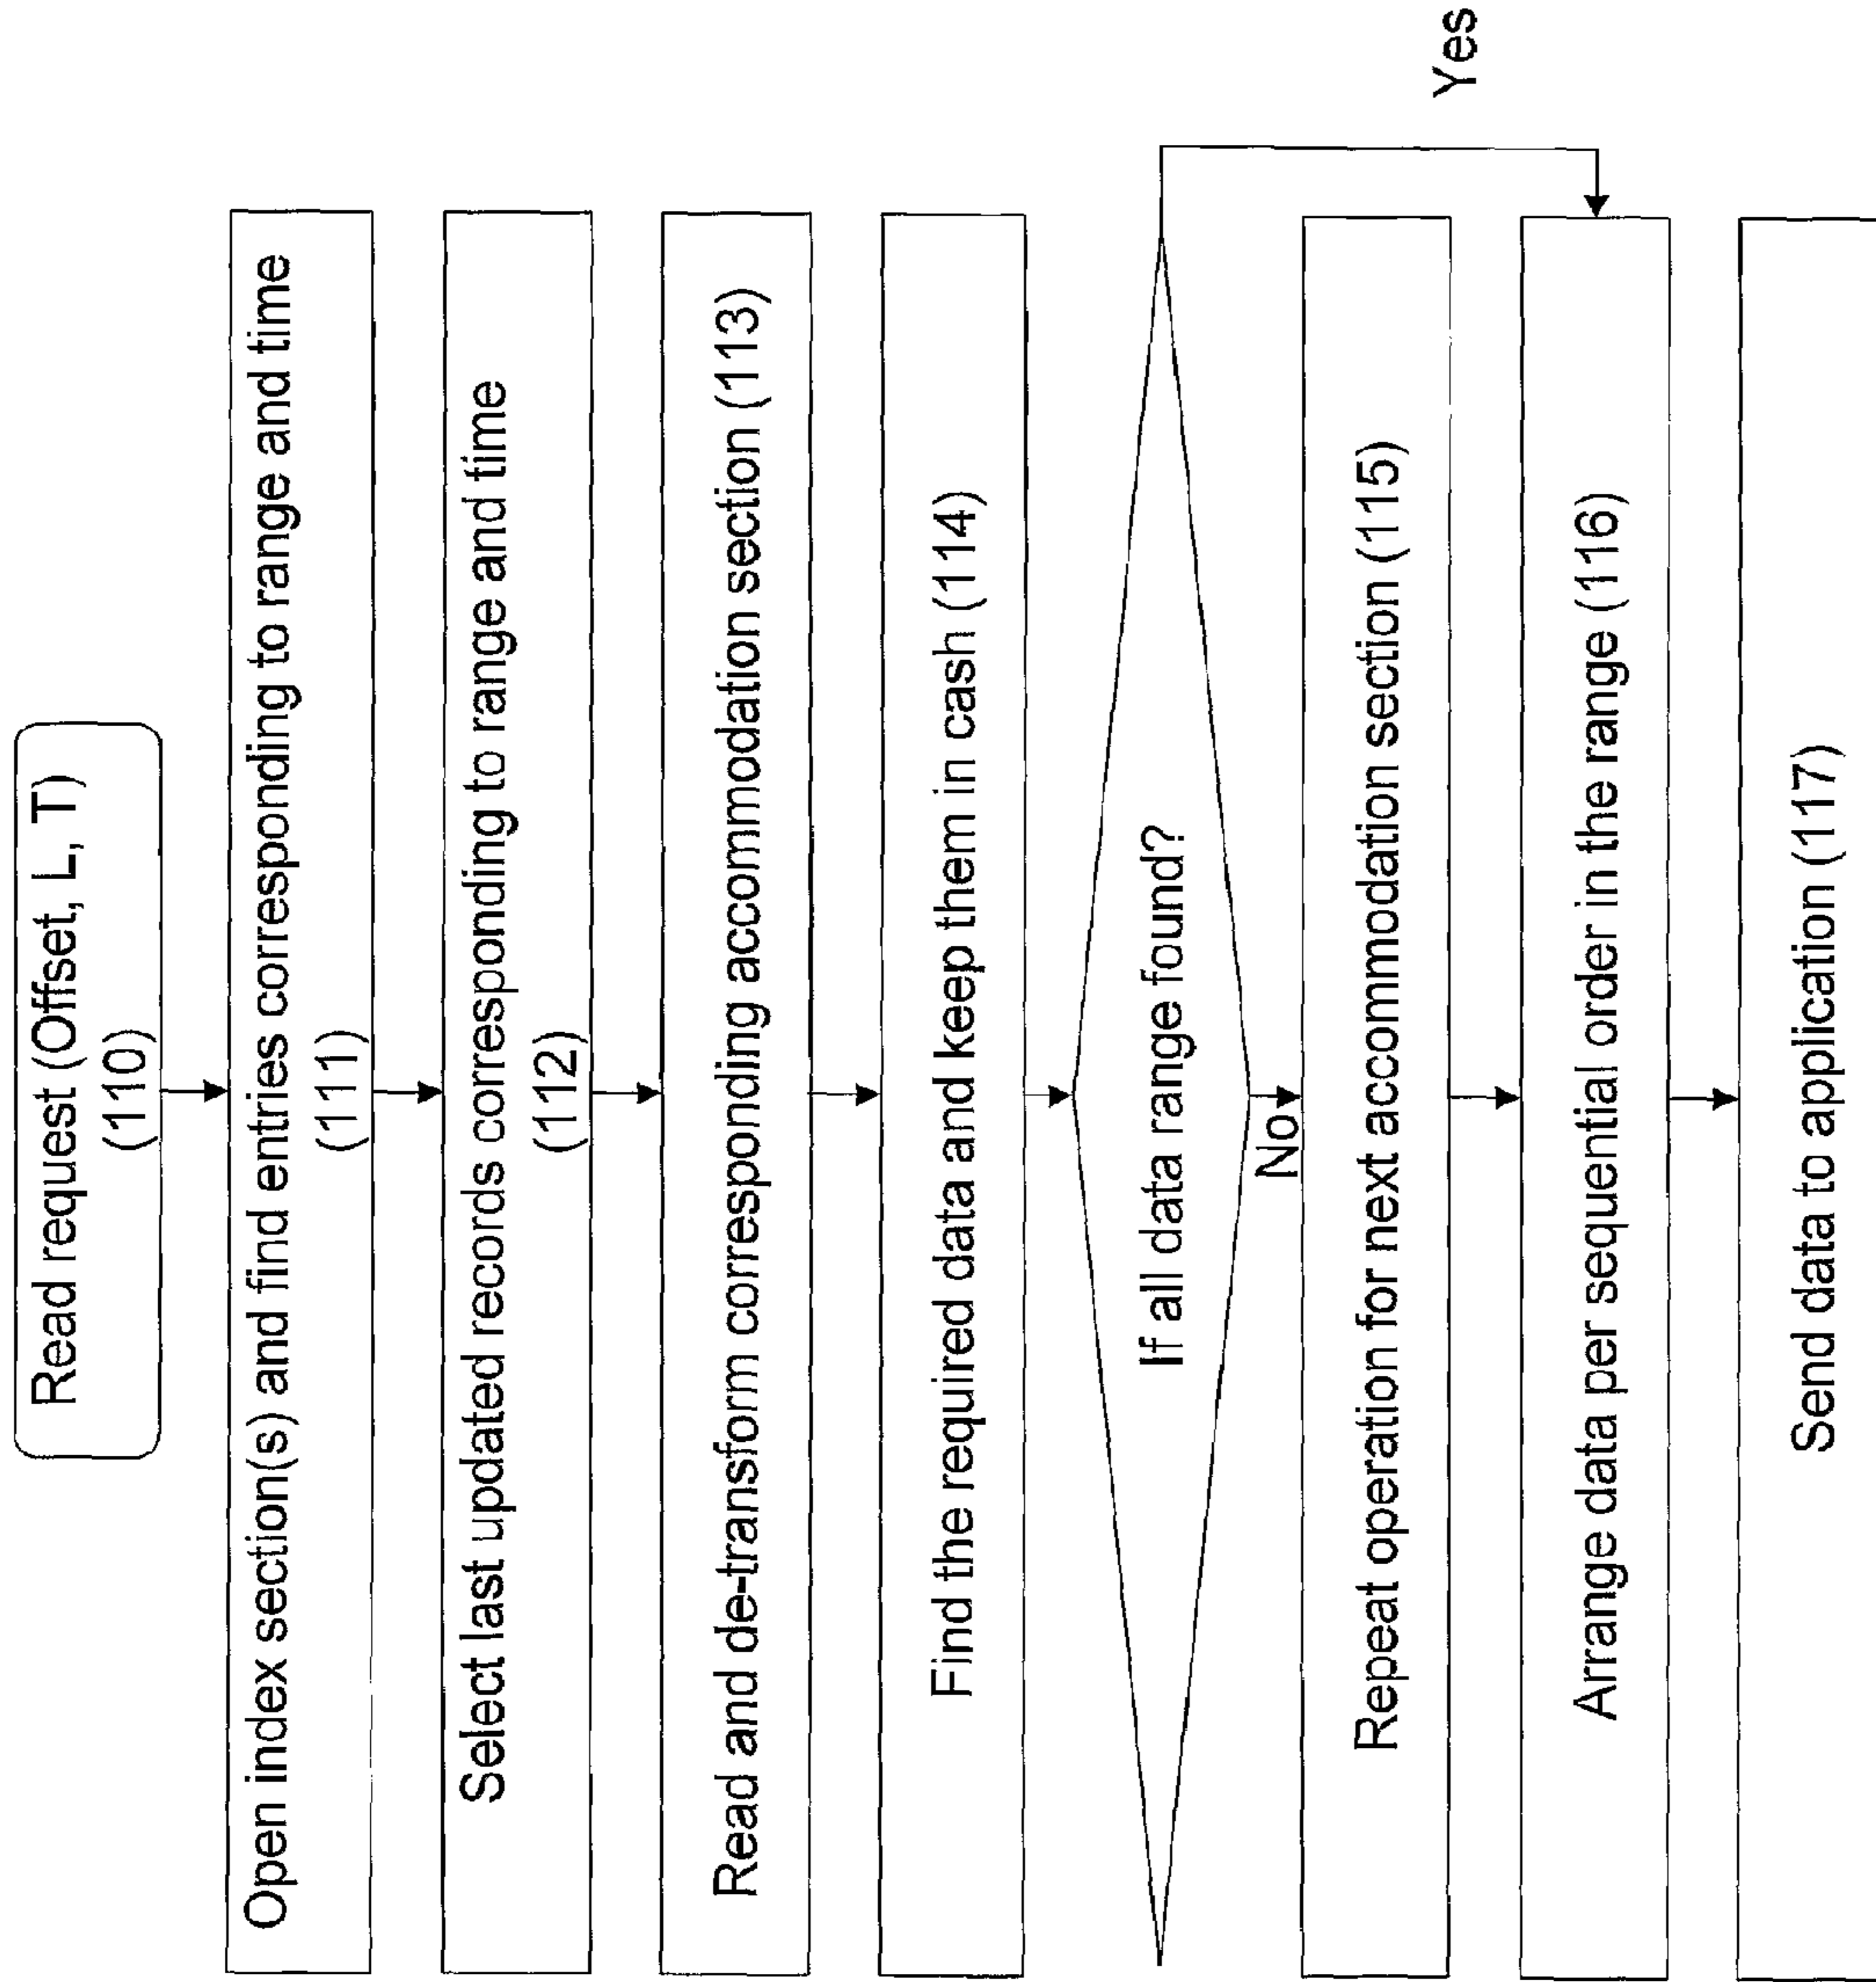 Read request (Offset, L, T)
(110)
Open index section(s) and find entries corresponding to range and time
(111)
Select last updated records corresponding to range and time
(112)
Read and de-transform corresponding accommodation section (113)
Find the required data and keep them in cash (114)
If all data range found?
Yes
No
Repeat operation for next accommodation section (115)
Arrange data per sequential order in the range (116)
Send data to application (117)